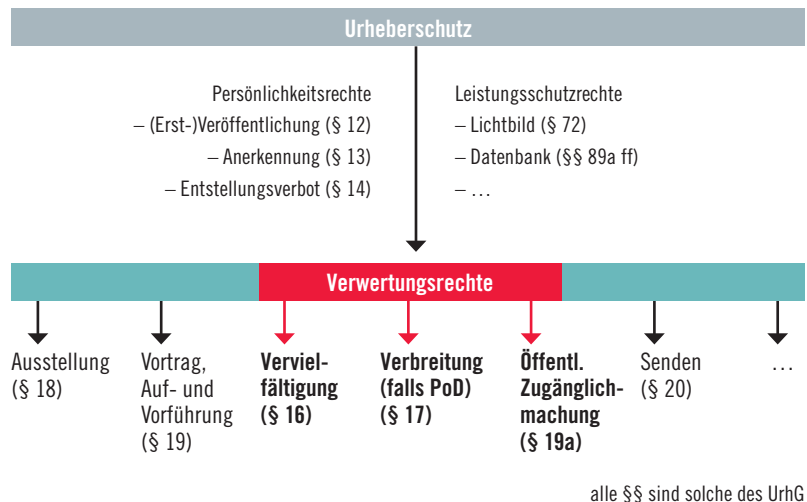 Urheberschutz
Persönlichkeitsrechte
– (Erst-)Veröffentlichung (§ 12)
– Anerkennung (§ 13)
– Entstellungsverbot (§ 14)
Leistungsschutzrechte
– Lichtbild (§ 72)
– Datenbank (§§ 89a ff)
– …
Verwertungsrechte
Ausstellung
(§ 18)
Vortrag,
Auf- und
Vorführung
(§ 19)
Verviel-
fältigung
(§ 16)
Verbreitung
(falls PoD)
(§ 17)
Öffentl.
Zugänglich-
machung
(§ 19a)
Senden
(§ 20)
…
alle §§ sind solche des UrhG